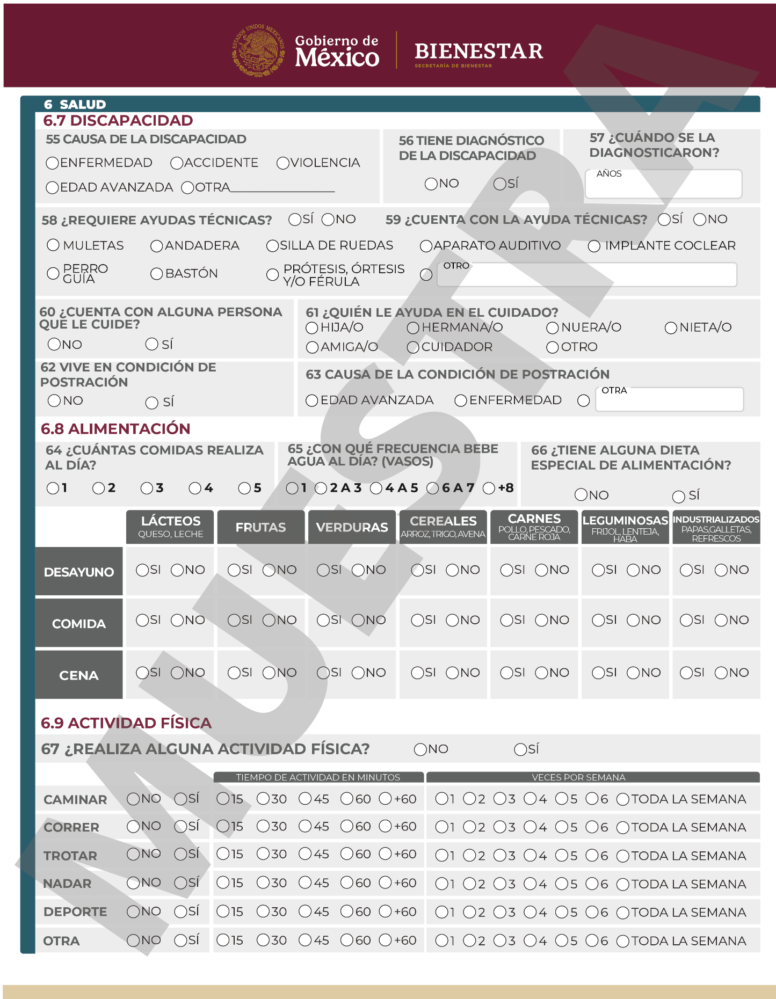 ESTADOS UNIDOS MEXICANOS
Gobierno de
México
BIENESTAR
SECRETARÍA DE BIENESTAR
6 SALUD
6.7 DISCAPACIDAD
55 CAUSA DE LA DISCAPACIDAD
ENFERMEDAD ACCIDENTE VIOLENCIA
EDAD AVANZADA OTRA_______________
56 TIENE DIAGNÓSTICO
DE LA DISCAPACIDAD
NO SÍ
57 ¿CUÁNDO SE LA
DIAGNOSTICARON?
AÑOS
58 ¿REQUIERE AYUDAS TÉCNICAS? SÍ NO
59 ¿CUENTA CON LA AYUDA TÉCNICAS? SÍ NO
MULETAS ANDADERA SILLA DE RUEDAS APARATO AUDITIVO IMPLANTE COCLEAR
PERRO
GUÍA
BASTÓN
PRÓTESIS, ÓRTESIS
Y/O FÉRULA
OTRO
60 ¿CUENTA CON ALGUNA PERSONA
QUE LE CUIDE?
NO SÍ
61 ¿QUIÉN LE AYUDA EN EL CUIDADO?
HIJA/O HERMANA/O NUERA/O NIETA/O
AMIGA/O CUIDADOR OTRO
62 VIVE EN CONDICIÓN DE
POSTRACIÓN
NO SÍ
63 CAUSA DE LA CONDICIÓN DE POSTRACIÓN
EDAD AVANZADA ENFERMEDAD OTRA
6.8 ALIMENTACIÓN
64 ¿CUÁNTAS COMIDAS REALIZA
AL DÍA?
1 2 3 4 5
65 ¿CON QUÉ FRECUENCIA BEBE
AGUA AL DÍA? (VASOS)
1 2 A 3 4 A 5 6 A 7 +8
66 ¿TIENE ALGUNA DIETA
ESPECIAL DE ALIMENTACIÓN?
NO SÍ
LÁCTEOS
QUESO, LECHE
FRUTAS
VERDURAS
CEREALES
ARROZ, TRIGO, AVENA
CARNES
POLLO, PESCADO,
CARNE ROJA
LEGUMINOSAS
FRIJOL, LENTEJA,
HABA
INDUSTRIALIZADOS
PAPAS,GALLETAS,
REFRESCOS
DESAYUNO SI NO SI NO SI NO SI NO SI NO SI NO SI NO
COMIDA SI NO SI NO SI NO SI NO SI NO SI NO SI NO
CENA SI NO SI NO SI NO SI NO SI NO SI NO SI NO
6.9 ACTIVIDAD FÍSICA
67 ¿REALIZA ALGUNA ACTIVIDAD FÍSICA? NO SÍ
TIEMPO DE ACTIVIDAD EN MINUTOS VECES POR SEMANA
CAMINAR NO SÍ 15 30 45 60 +60 1 2 3 4 5 6 TODA LA SEMANA
CORRER NO SÍ 15 30 45 60 +60 1 2 3 4 5 6 TODA LA SEMANA
TROTAR NO SÍ 15 30 45 60 +60 1 2 3 4 5 6 TODA LA SEMANA
NADAR NO SÍ 15 30 45 60 +60 1 2 3 4 5 6 TODA LA SEMANA
DEPORTE NO SÍ 15 30 45 60 +60 1 2 3 4 5 6 TODA LA SEMANA
OTRA NO SÍ 15 30 45 60 +60 1 2 3 4 5 6 TODA LA SEMANA
MUESTRA